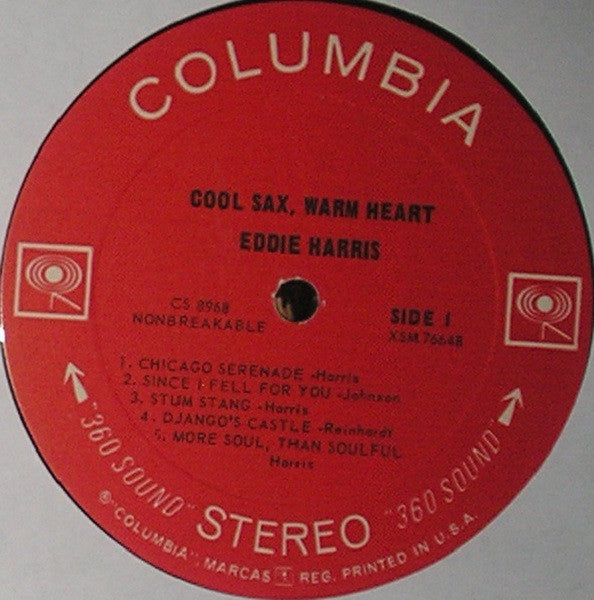 COLUMBIA
COOL SAX, WARM HEART
EDDIE HARRIS
CS 8968
NONBREAKABLE
SIDE 1
XSM 76648
1. CHICAGO SERENADE -Harris
2. SINCE I FELL FOR YOU -Johnson
3. STUM STANG -Harris
4. DJANGO'S CASTLE -Reinhardt
5. MORE SOUL, THAN SOULFUL
Harris
"360 SOUND" STEREO "360 SOUND"
® "COLUMBIA", MARCAS REG. PRINTED IN U.S.A.